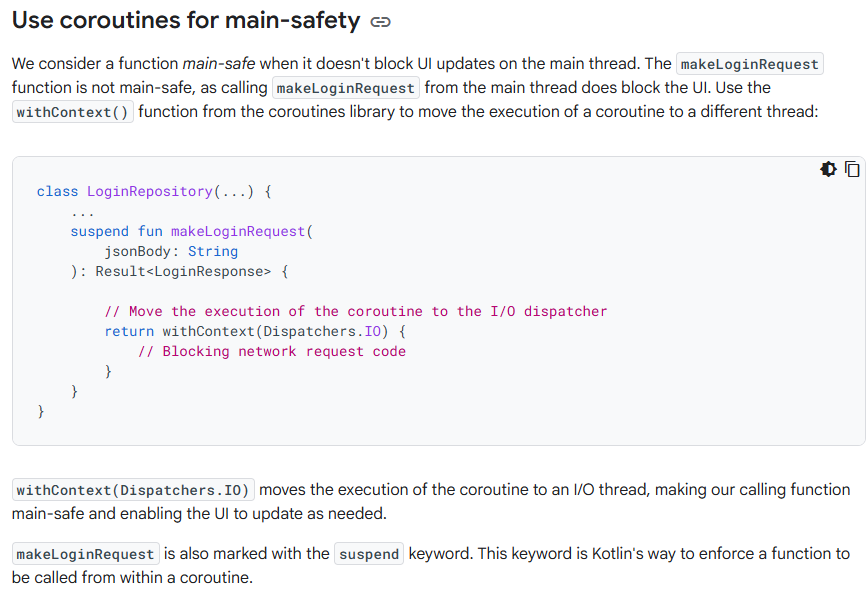 Use coroutines for main-safety
We consider a function main-safe when it doesn't block UI updates on the main thread. The makeLoginRequest
function is not main-safe, as calling makeLoginRequest from the main thread does block the UI. Use the
withContext() function from the coroutines library to move the execution of a coroutine to a different thread:
class LoginRepository(...) {
    ...
    suspend fun makeLoginRequest(
        jsonBody: String
    ): Result<LoginResponse> {
        // Move the execution of the coroutine to the I/O dispatcher
        return withContext(Dispatchers.IO) {
            // Blocking network request code
        }
    }
}
withContext(Dispatchers.IO) moves the execution of the coroutine to an I/O thread, making our calling function
main-safe and enabling the UI to update as needed.
makeLoginRequest is also marked with the suspend keyword. This keyword is Kotlin's way to enforce a function to
be called from within a coroutine.